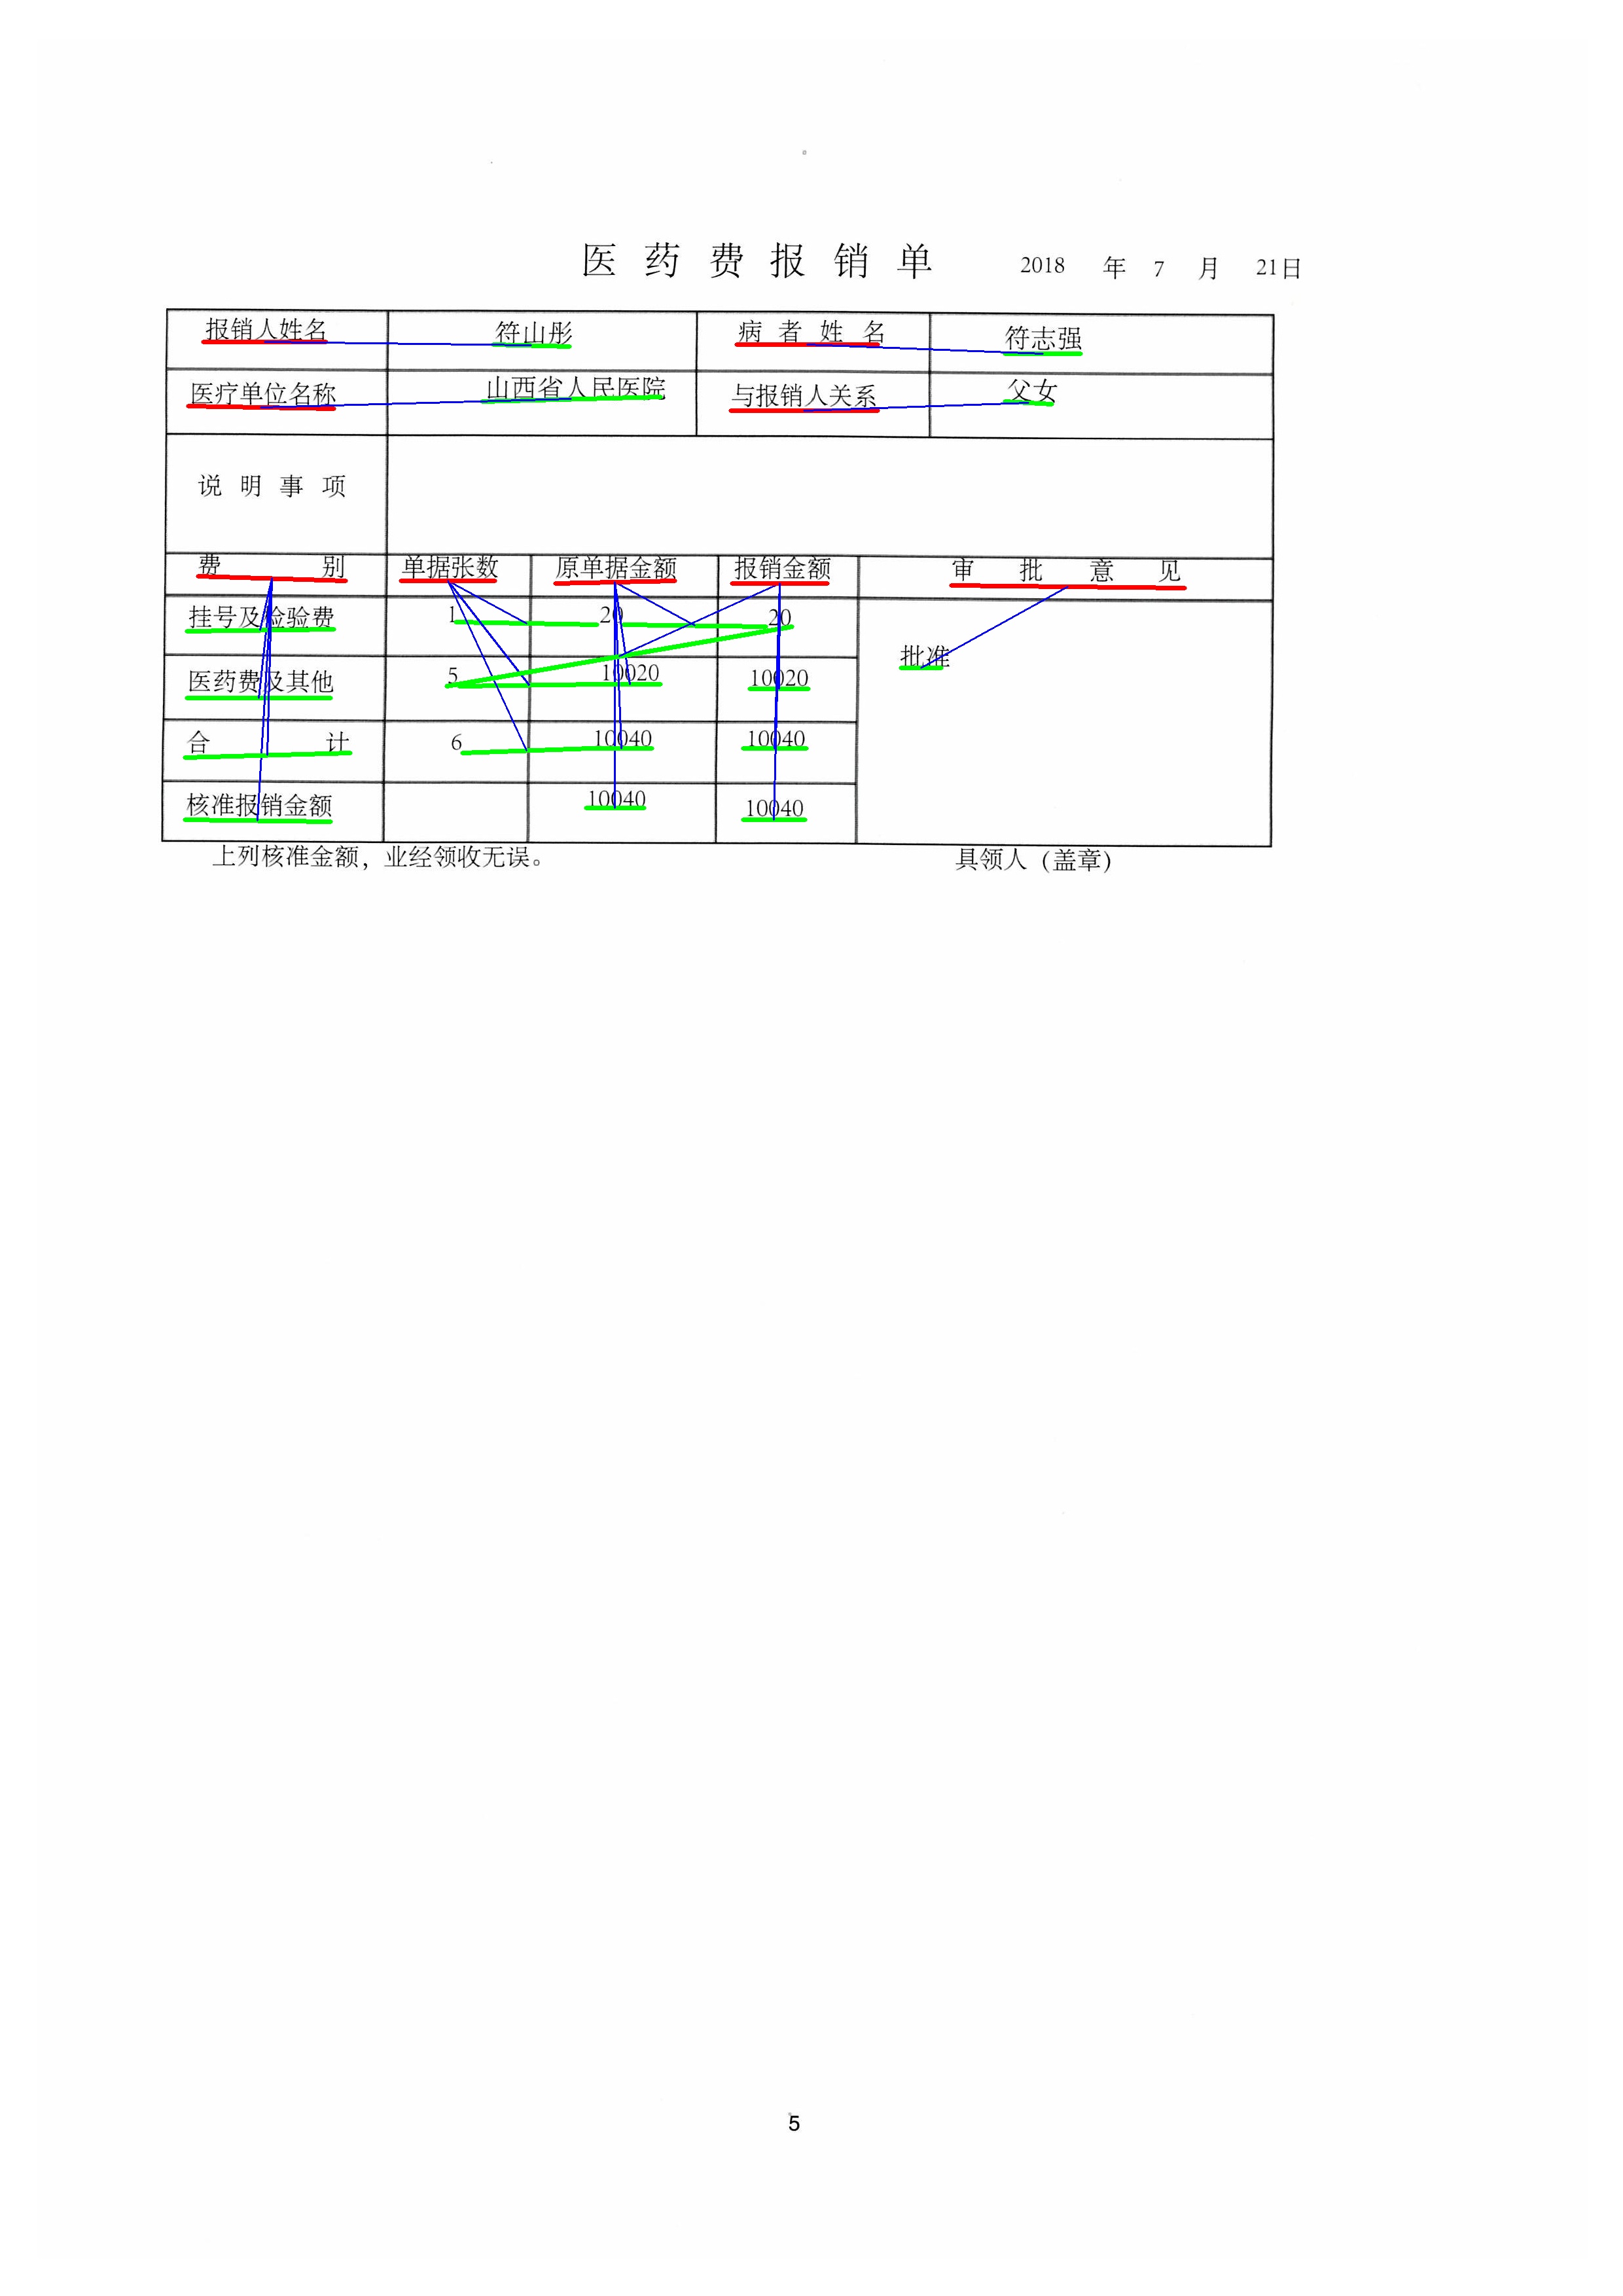 医药费报销单 2018 年 7 月 21日
报销人姓名 符山彤 病者姓名 符志强
医疗单位名称 山西省人民医院 与报销人关系 父女
说明事项
费别 单据张数 原单据金额 报销金额 审批意见
挂号及检验费 1 20 20
批准
医药费及其他 5 10020 10020
合计 6 10040 10040
核准报销金额 10040 10040
上列核准金额，业经领收无误。 具领人（盖章）
5